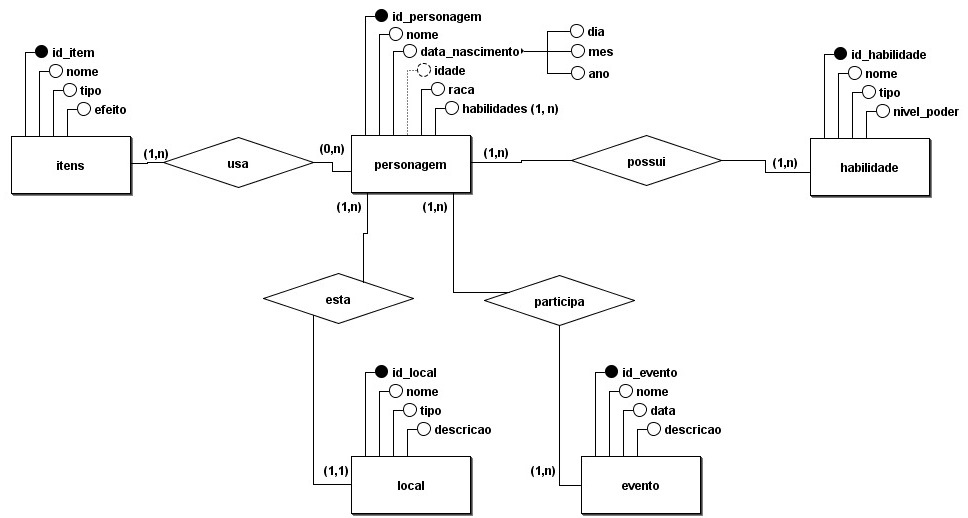 id_personagem
nome
data_nascimento
dia
mes
ano
idade
raca
habilidades (1, n)
id_item
nome
tipo
efeito
id_habilidade
nome
tipo
nivel_poder
itens
(1,n)
usa
(0,n)
personagem
(1,n)
possui
(1,n)
habilidade
(1,n)
(1,n)
esta
participa
id_local
nome
tipo
descricao
id_evento
nome
data
descricao
(1,1)
local
(1,n)
evento